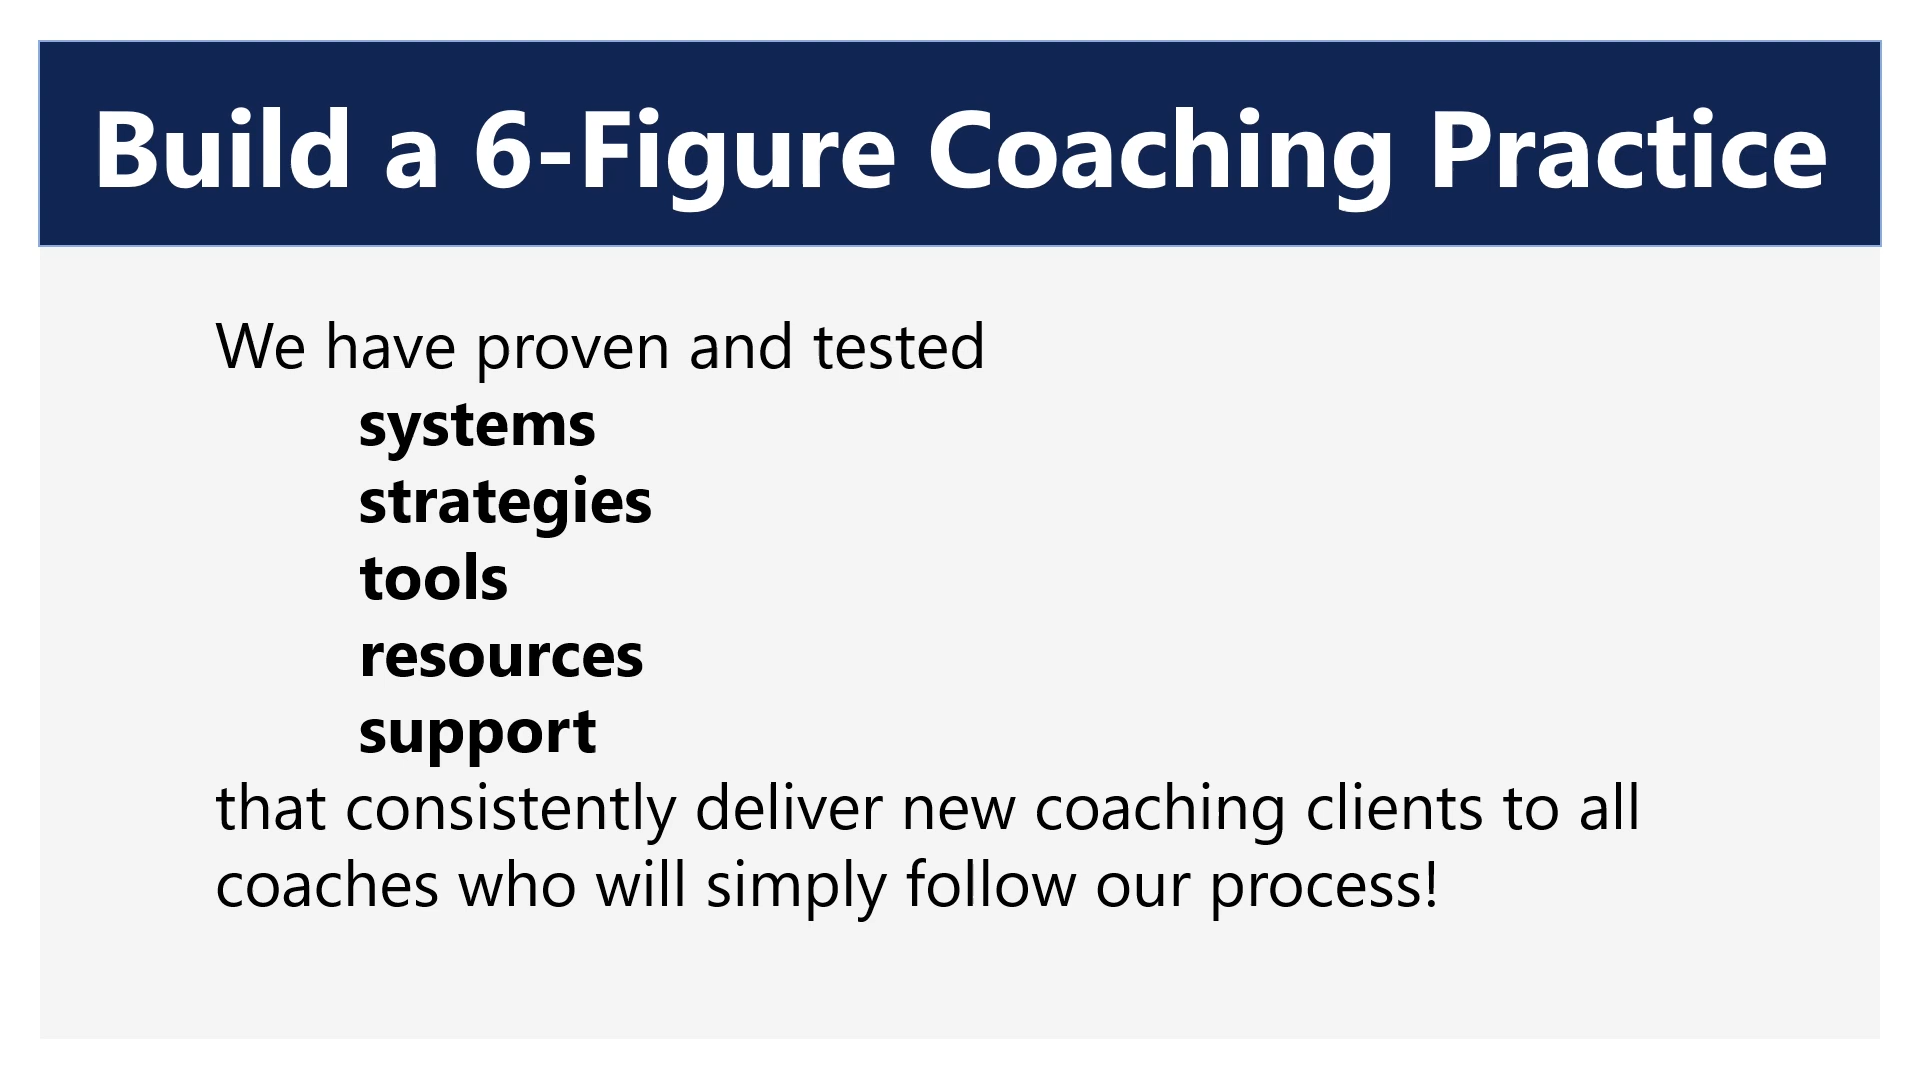 Build a 6-Figure Coaching Practice
We have proven and tested
systems
strategies
tools
resources
support
that consistently deliver new coaching clients to all
coaches who will simply follow our process!